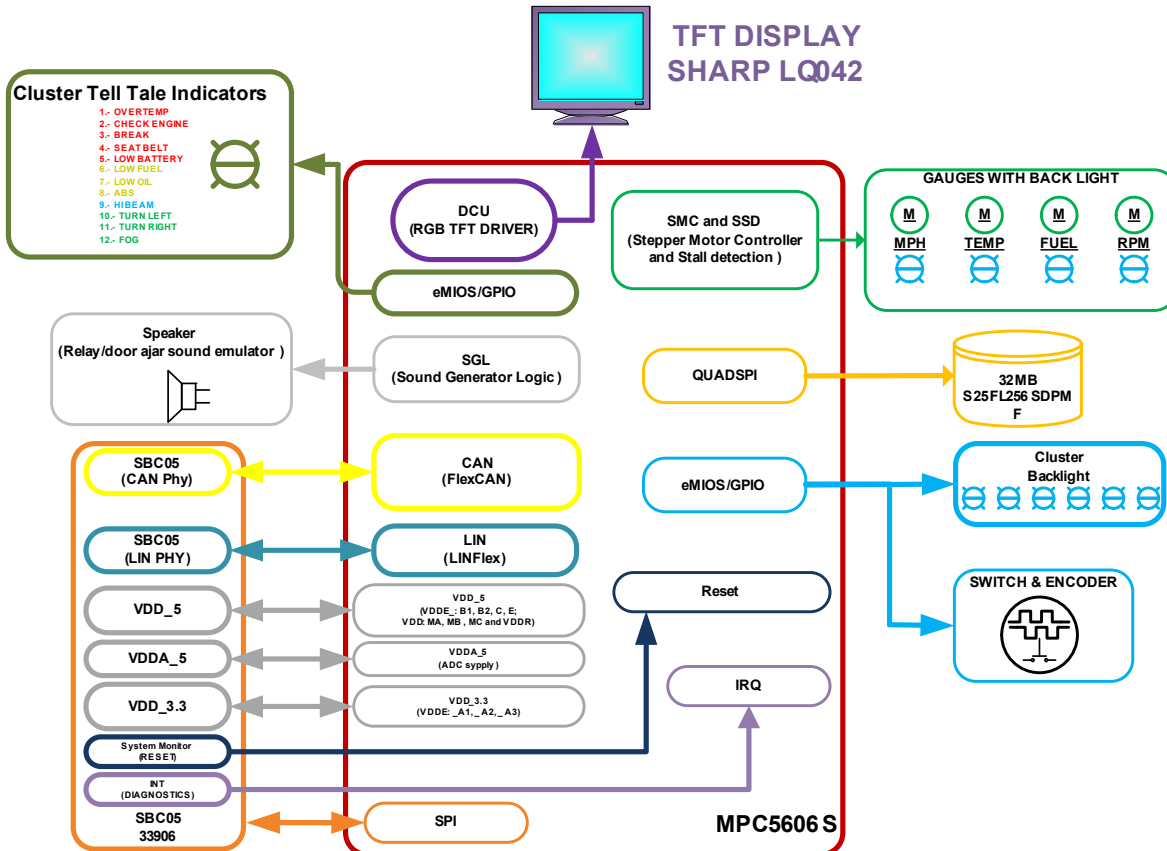 TFT DISPLAY
SHARP LQ042
Cluster Tell Tale Indicators
1.- OVERTEMP
2.- CHECK ENGINE
3.- BREAK
4.- SEAT BELT
5.- LOW BATTERY
6.- LOW FUEL
7.- LOW OIL
8.- ABS
9.- HIBEAM
10.- TURN LEFT
11.- TURN RIGHT
12.- FOG
DCU
(RGB TFT DRIVER)
SMC and SSD
(Stepper Motor Controller
and Stall detection )
GAUGES WITH BACK LIGHT
M M M M
MPH TEMP FUEL RPM
eMIOS/GPIO
Speaker
(Relay/door ajar sound emulator )
SGL
(Sound Generator Logic )
QUADSPI
32MB
S25FL256 SDPM
F
SBC05
(CAN Phy)
CAN
(FlexCAN)
eMIOS/GPIO
Cluster
Backlight
SBC05
(LIN PHY)
LIN
(LINFlex)
VDD_5
VDD_5
(VDDE_: B1, B2, C, E;
VDD: MA, MB , MC and VDDR)
Reset
SWITCH & ENCODER
VDDA_5
VDDA_5
(ADC sypply )
VDD_3.3
VDD_3.3
(VDDE: _A1, _A2, _A3)
IRQ
System Monitor
(RESET)
INT
(DIAGNOSTICS)
SBC05
33906
SPI
MPC5606 S